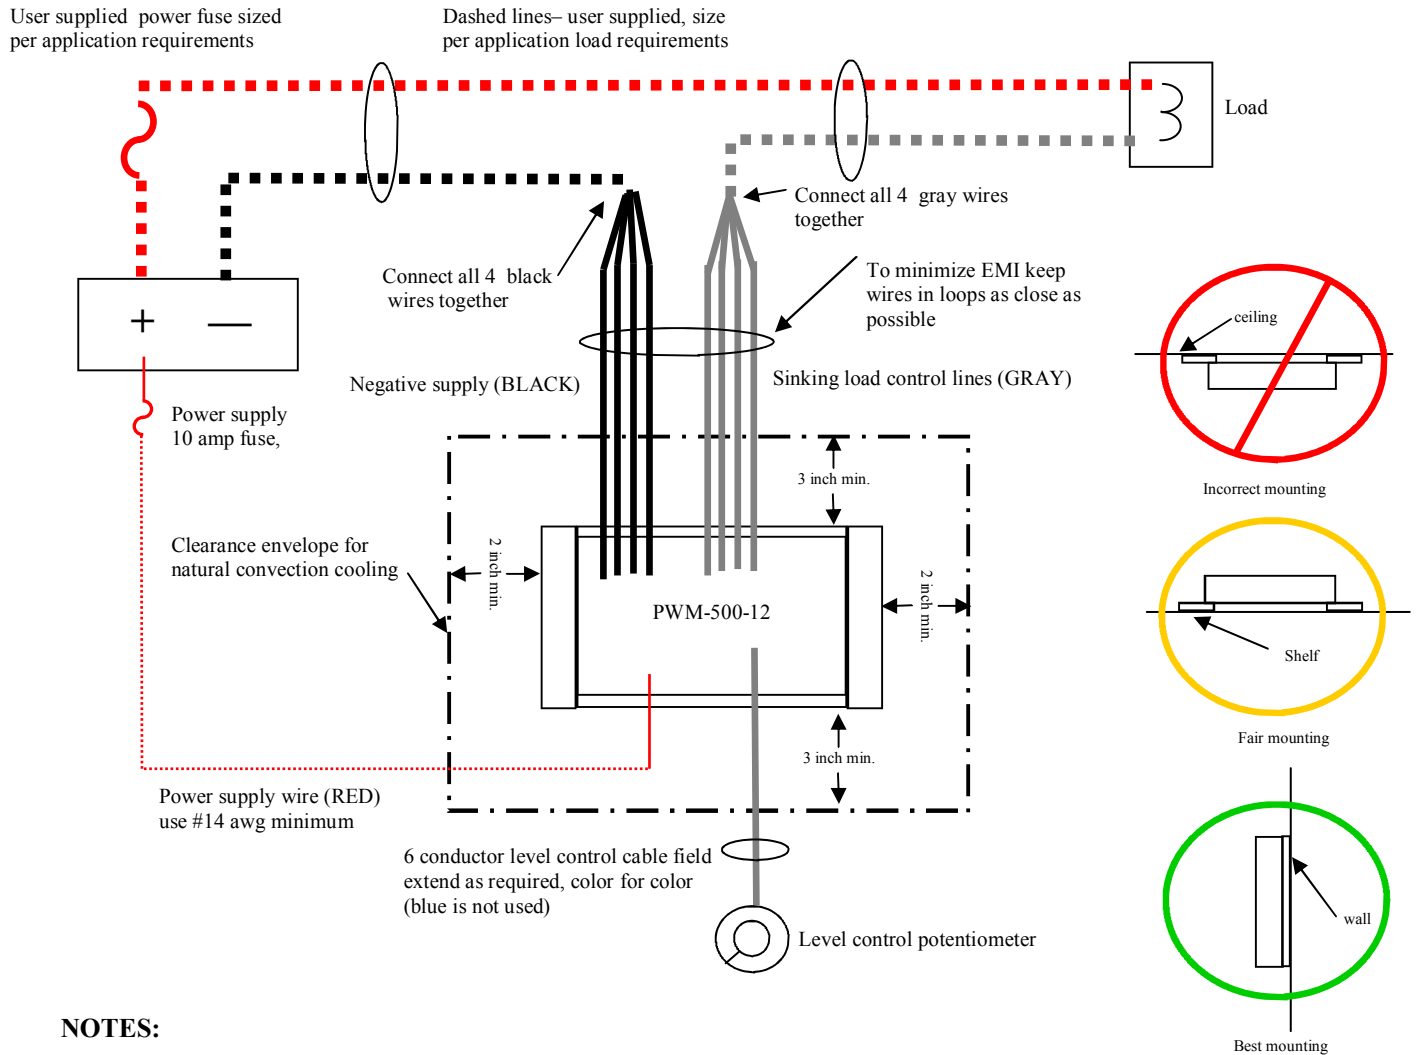 User supplied power fuse sized
per application requirements
Dashed lines– user supplied, size
per application load requirements
Load
Connect all 4 gray wires
together
Connect all 4 black
wires together
To minimize EMI keep
wires in loops as close as
possible
+ —
ceiling
Negative supply (BLACK)
Sinking load control lines (GRAY)
Power supply
10 amp fuse,
3 inch min.
Incorrect mounting
Clearance envelope for
natural convection cooling
2 inch min.
2 inch min.
PWM-500-12
Shelf
Fair mounting
3 inch min.
Power supply wire (RED)
use #14 awg minimum
6 conductor level control cable field
extend as required, color for color
(blue is not used)
wall
Level control potentiometer
NOTES:
Best mounting